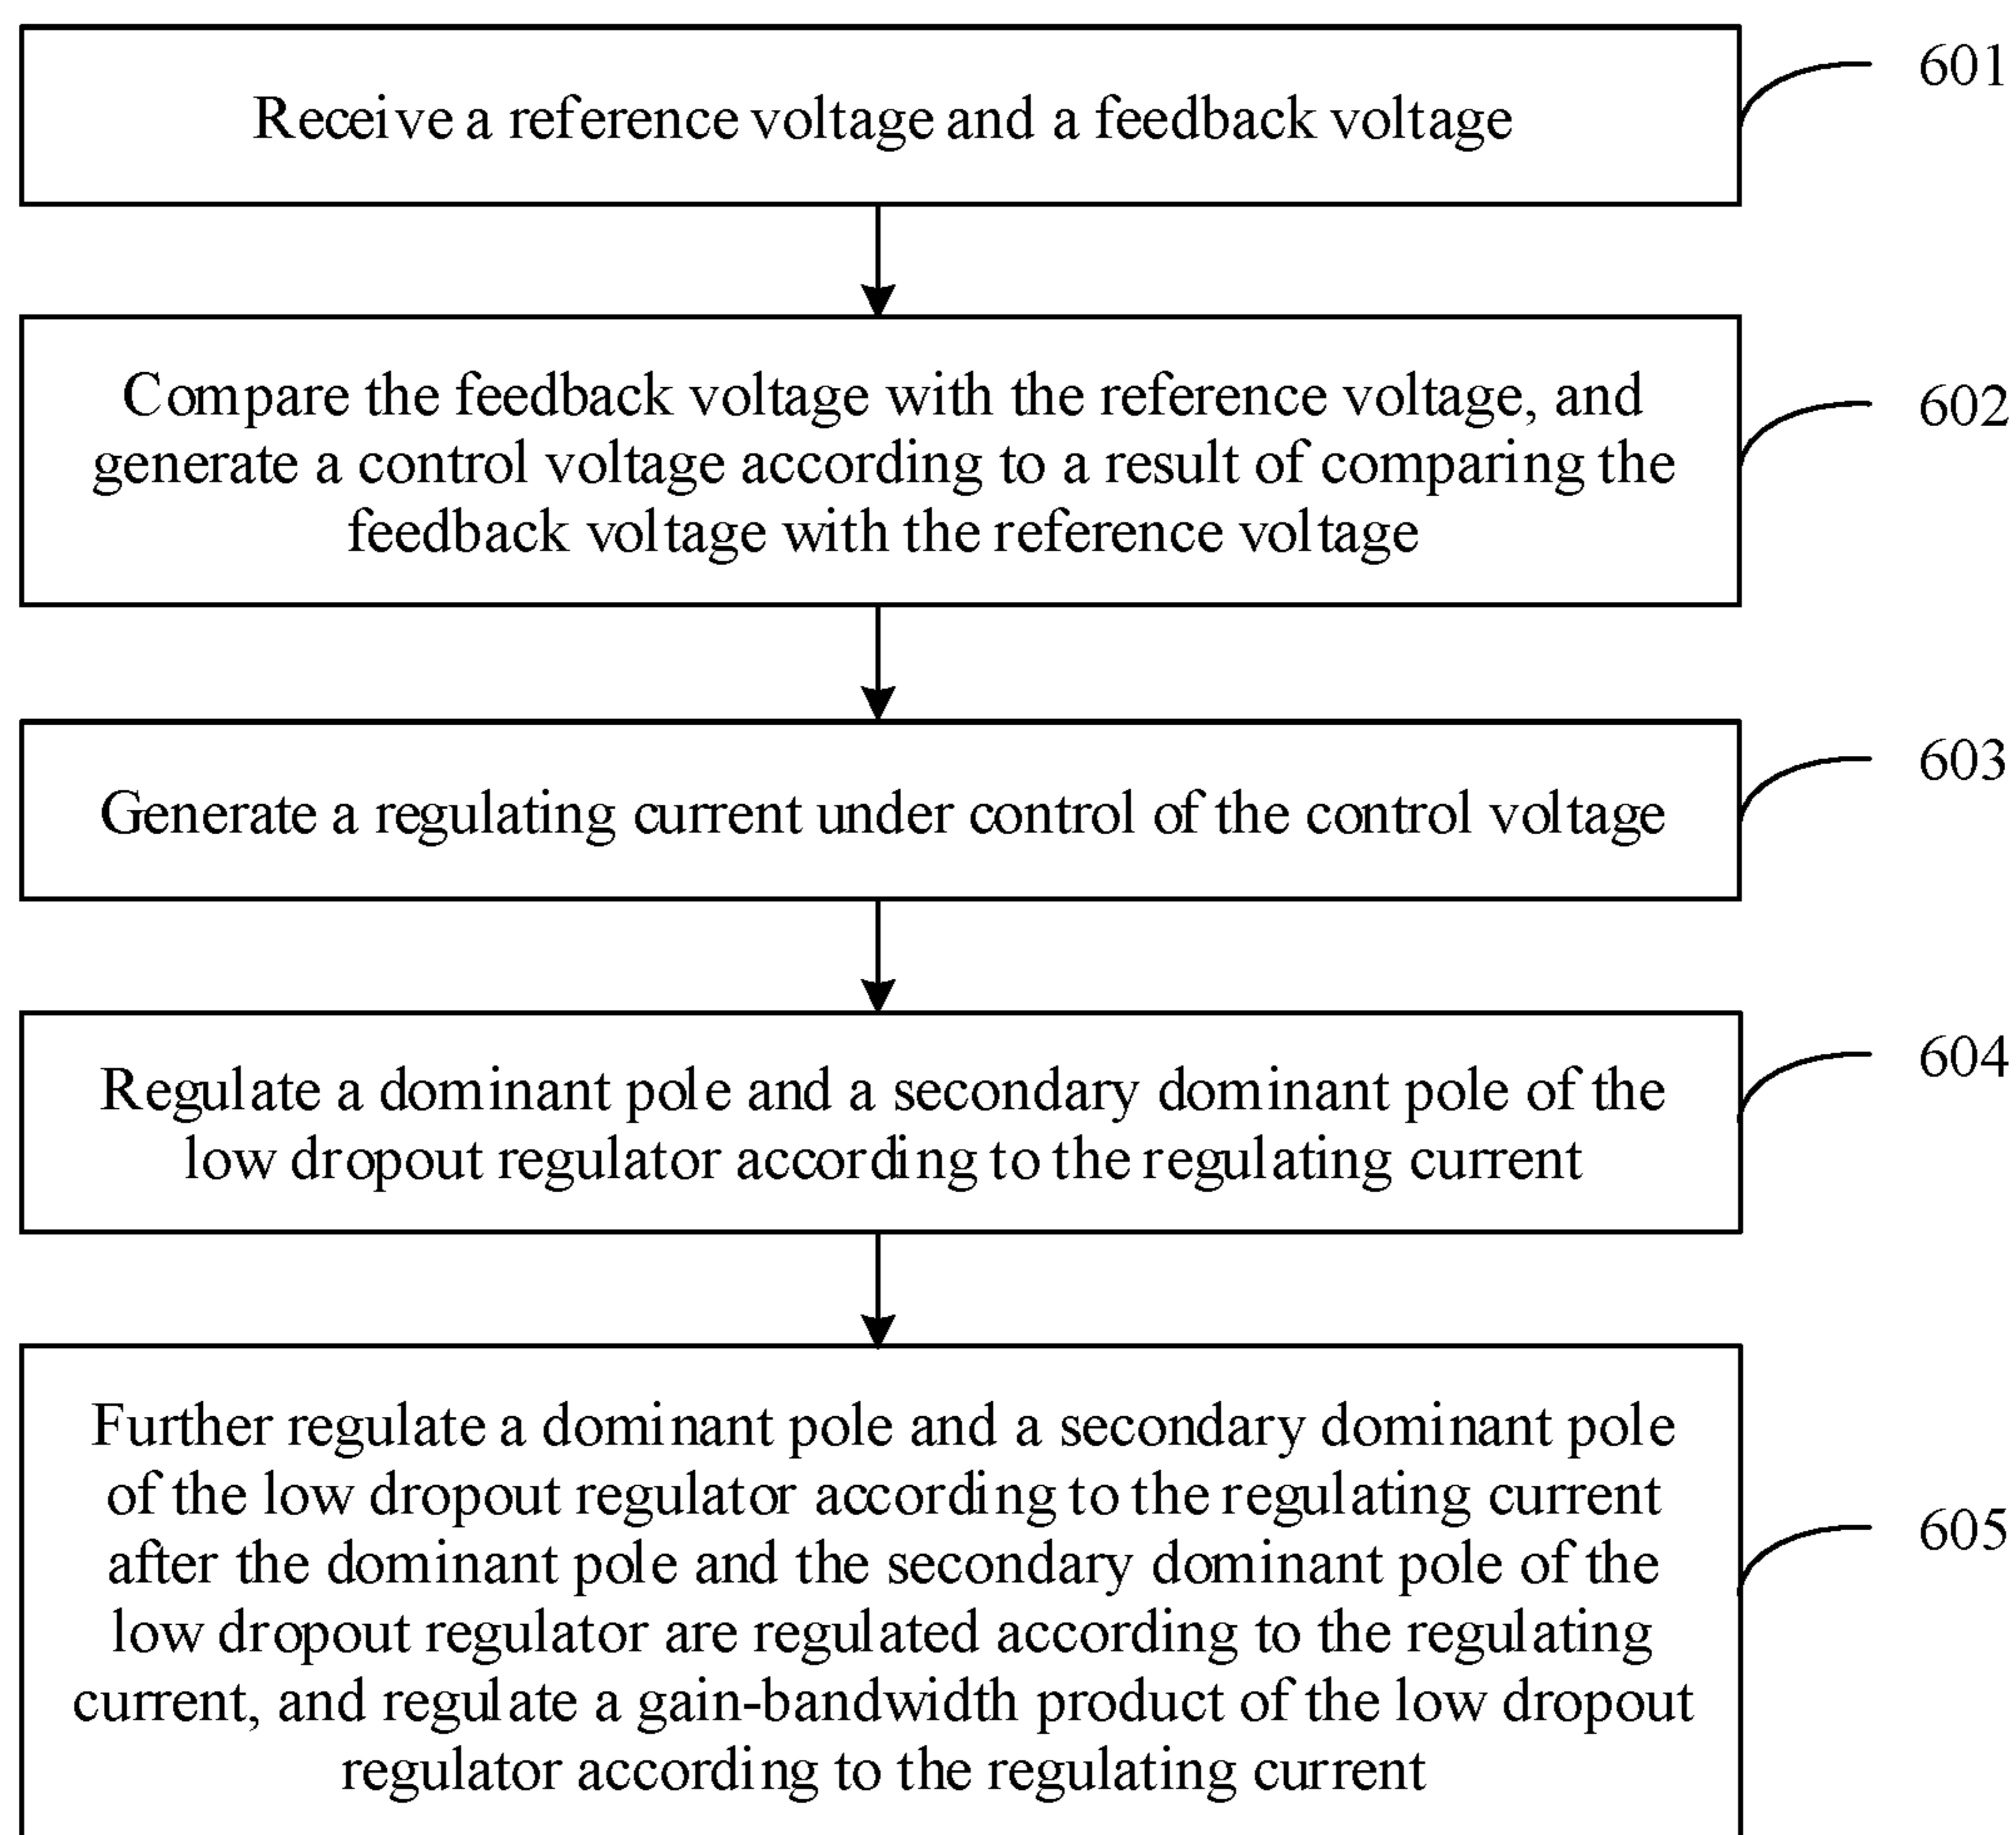 Receive a reference voltage and a feedback voltage
601
Compare the feedback voltage with the reference voltage, and
generate a control voltage according to a result of comparing the
feedback voltage with the reference voltage
602
Generate a regulating current under control of the control voltage
603
Regulate a dominant pole and a secondary dominant pole of the
low dropout regulator according to the regulating current
604
Further regulate a dominant pole and a secondary dominant pole
of the low dropout regulator according to the regulating current
after the dominant pole and the secondary dominant pole of the
low dropout regulator are regulated according to the regulating
current, and regulate a gain-bandwidth product of the low dropout
regulator according to the regulating current
605